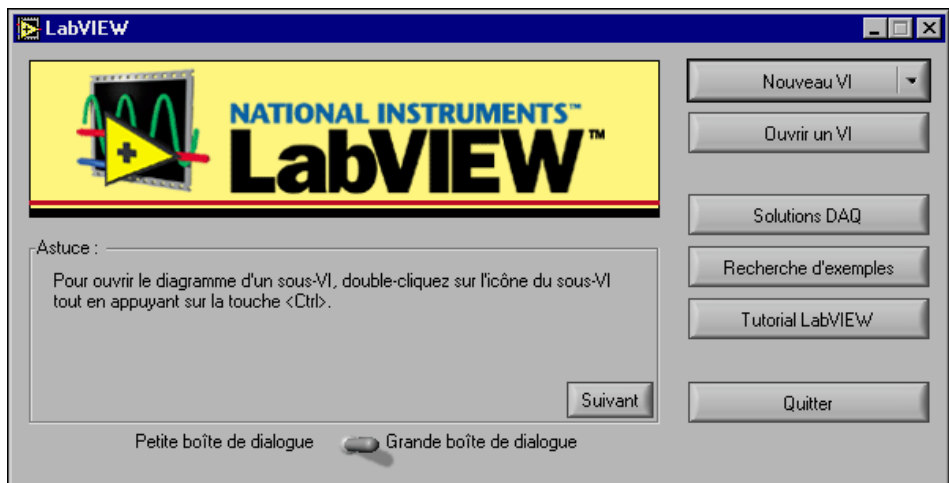 LabVIEW
NATIONAL INSTRUMENTS™
LabVIEW™
Nouveau VI
Ouvrir un VI
Solutions DAQ
Recherche d'exemples
Tutorial LabVIEW
Quitter
Astuce :
Pour ouvrir le diagramme d'un sous-VI, double-cliquez sur l'icône du sous-VI
tout en appuyant sur la touche <Ctrl>.
Suivant
Petite boîte de dialogue
Grande boîte de dialogue